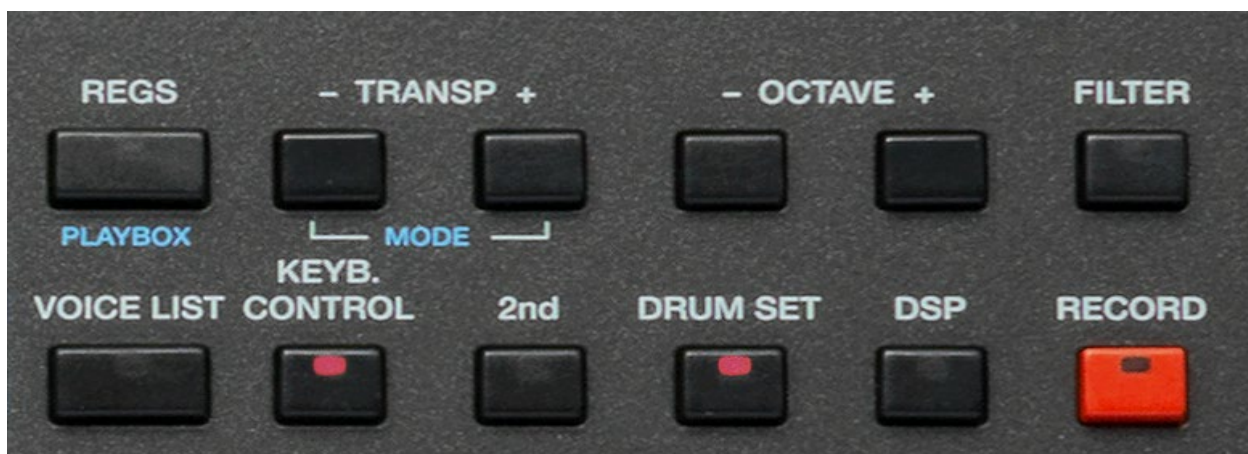 REGS - TRANSP + - OCTAVE + FILTER
PLAYBOX MODE
KEYB.
VOICE LIST CONTROL 2nd DRUM SET DSP RECORD